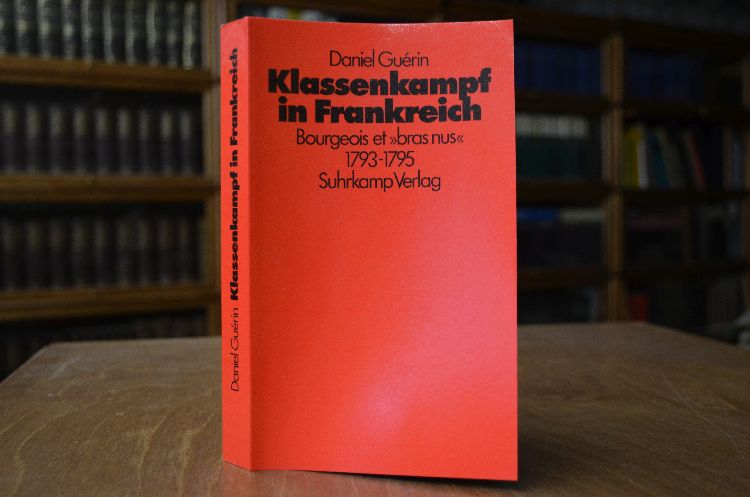 Daniel Guérin
Klassenkampf
in Frankreich
Bourgeois et »bras nus«
1793-1795
Suhrkamp Verlag
Daniel Guérin Klassenkampf in Frankreich